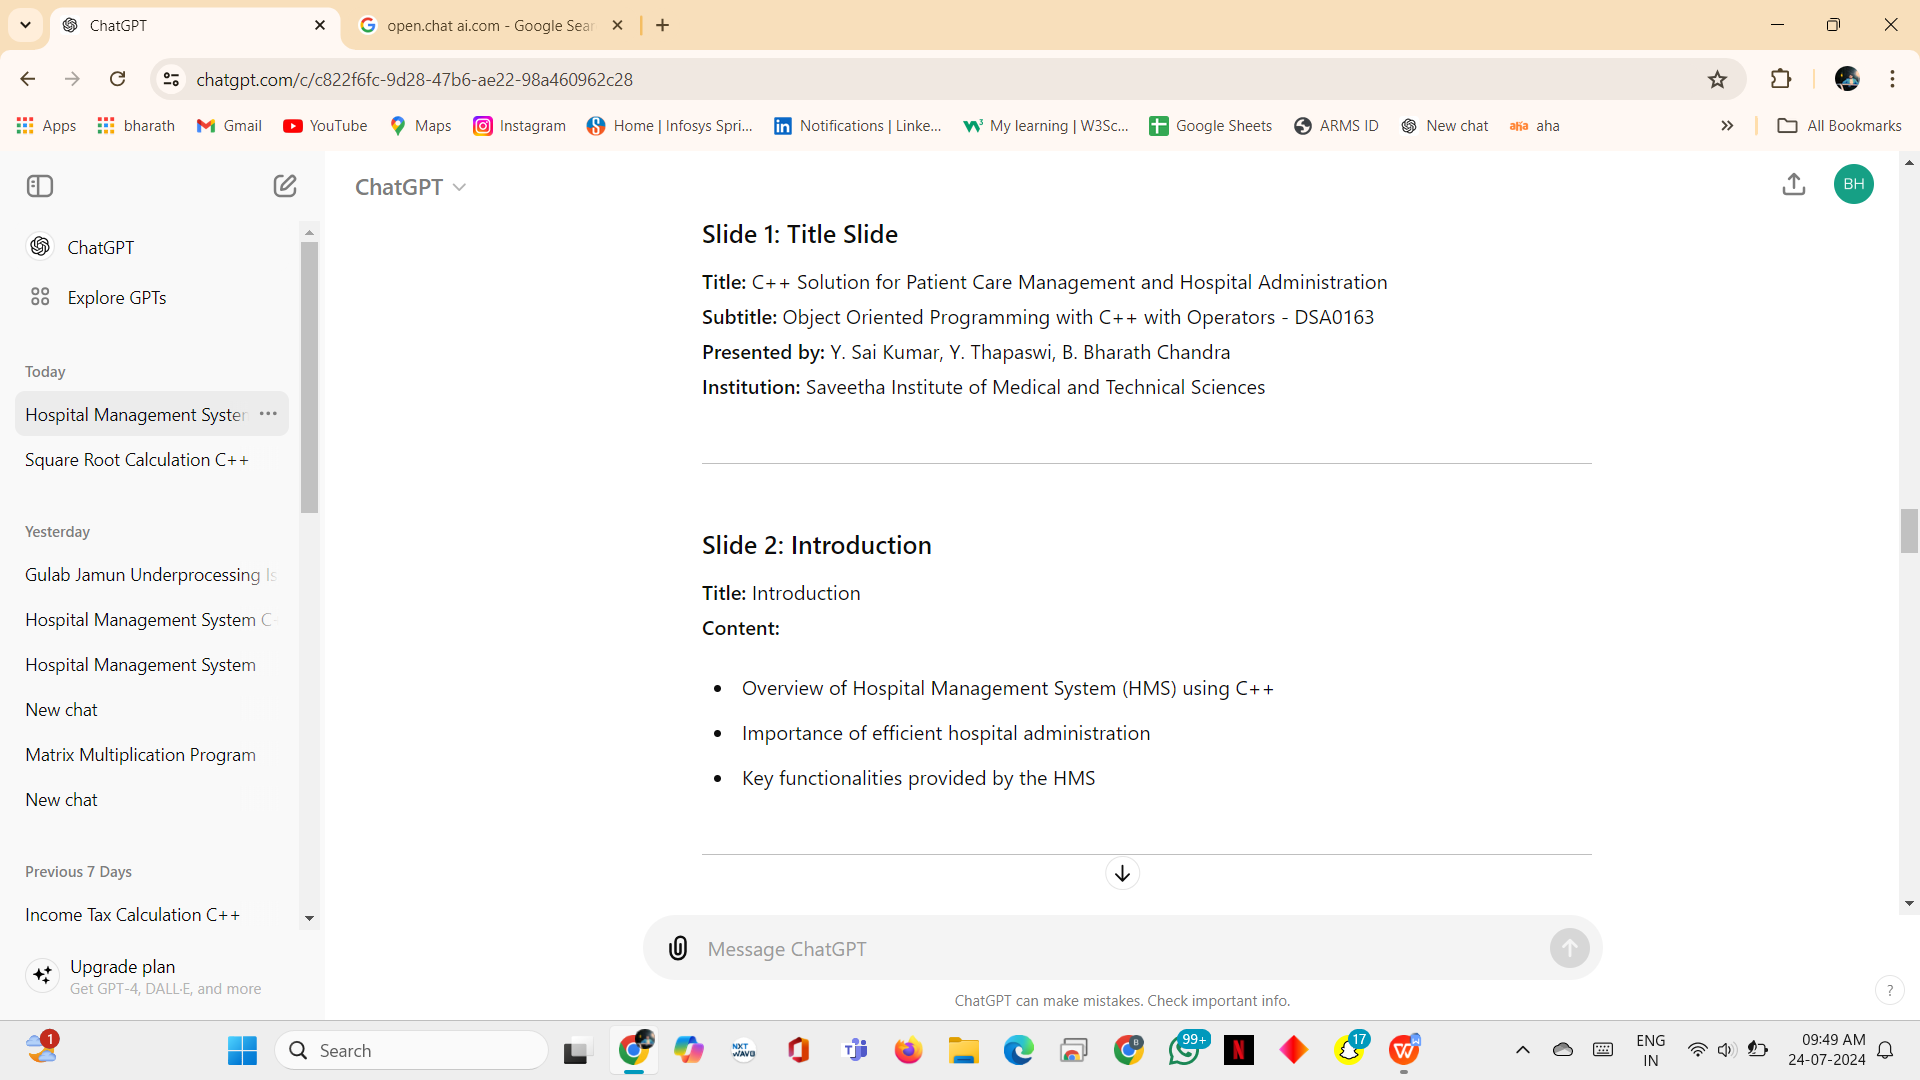 ChatGPT
open.chat ai.com - Google Sear
chatgpt.com/c/c822f6fc-9d28-47b6-ae22-98a460962c28
Apps
bharath
Gmail
YouTube
Maps
Instagram
Home | Infosys Spri...
Notifications | Linke...
My learning | W3Sc...
Google Sheets
ARMS ID
New chat
aha aha
All Bookmarks
ChatGPT
BH
ChatGPT
Explore GPTs
Today
Hospital Management System
Square Root Calculation C++
Yesterday
Gulab Jamun Underprocessing Is
Hospital Management System C+
Hospital Management System
New chat
Matrix Multiplication Program
New chat
Previous 7 Days
Income Tax Calculation C++
Upgrade plan
Get GPT-4, DALL·E, and more
Slide 1: Title Slide
Title: C++ Solution for Patient Care Management and Hospital Administration
Subtitle: Object Oriented Programming with C++ with Operators - DSA0163
Presented by: Y. Sai Kumar, Y. Thapaswi, B. Bharath Chandra
Institution: Saveetha Institute of Medical and Technical Sciences
Slide 2: Introduction
Title: Introduction
Content:
• Overview of Hospital Management System (HMS) using C++
• Importance of efficient hospital administration
• Key functionalities provided by the HMS
Message ChatGPT
ChatGPT can make mistakes. Check important info.
?
1
Search
NXT
WAVE
B
99+
N
17
W
ENG
IN
09:49 AM
24-07-2024